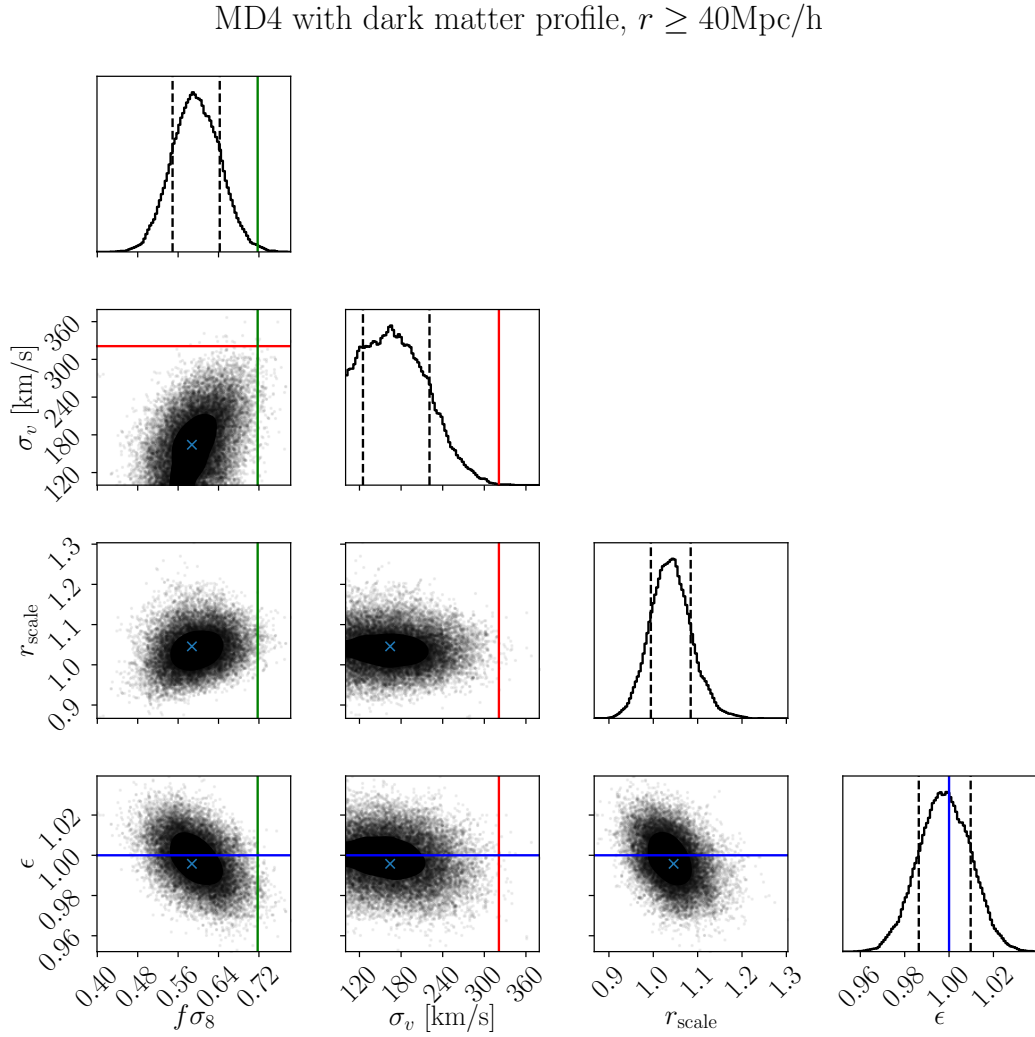 MD4 with dark matter profile, r ≥ 40Mpc/h
σ_v [km/s]
360
300
240
180
120
r_scale
1.3
1.2
1.1
1.0
0.9
ϵ
1.02
1.00
0.98
0.96
0.40 0.48 0.56 0.64 0.72
fσ_8
120 180 240 300 360
σ_v [km/s]
0.9 1.0 1.1 1.2 1.3
r_scale
0.96 0.98 1.00 1.02
ϵ